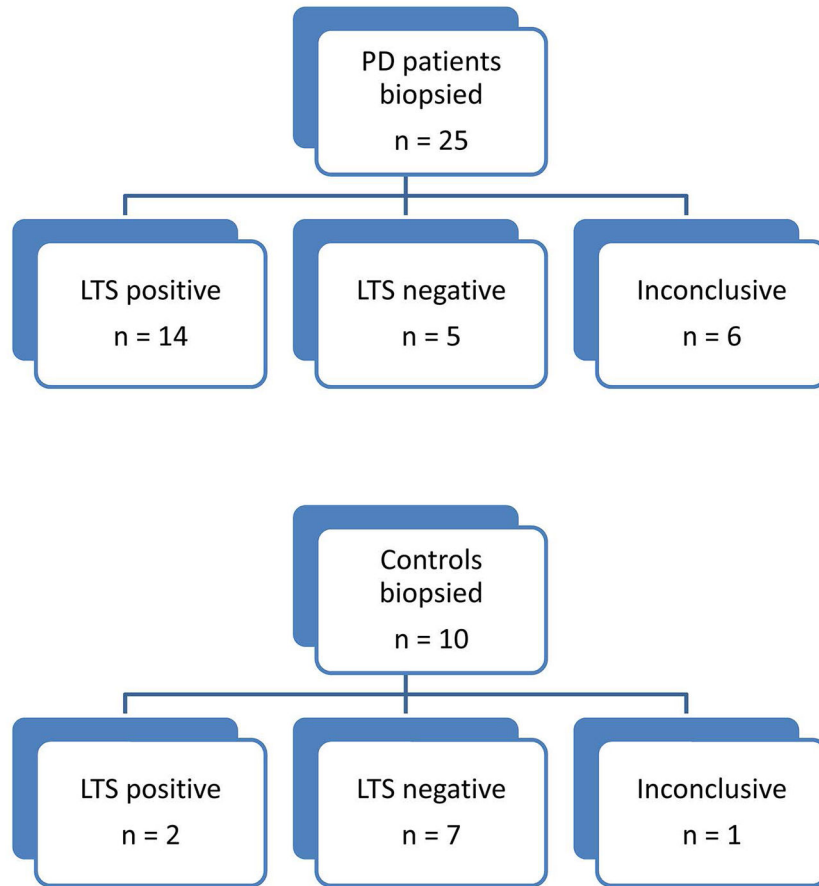 PD patients
biopsied
n = 25
LTS positive
n = 14
LTS negative
n = 5
Inconclusive
n = 6
Controls
biopsied
n = 10
LTS positive
n = 2
LTS negative
n = 7
Inconclusive
n = 1